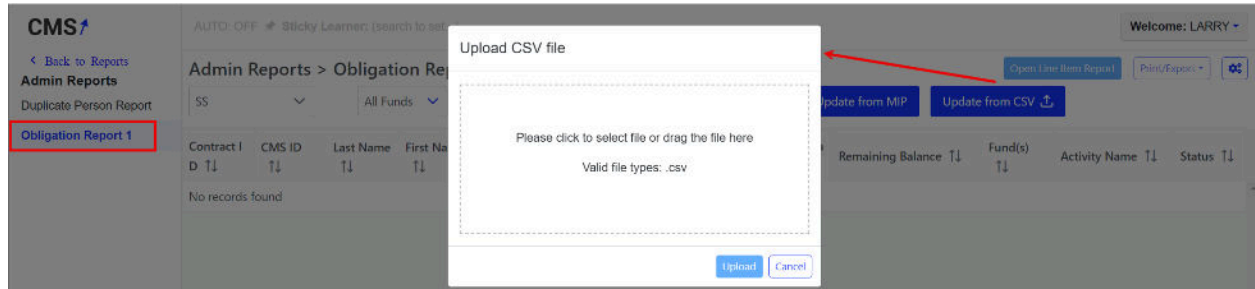 CMS
AUTO: OFF Sticky Learner: (search to set
Welcome: LARRY
Back to Reports
Admin Reports
Duplicate Person Report
Obligation Report 1
Admin Reports > Obligation Re
Open Line Item Report
Print/Export
SS
All Funds
Update from MIP
Update from CSV
Contract I
D
CMS ID
Last Name
First Na
Remaining Balance
Fund(s)
Activity Name
Status
No records found
Upload CSV file
Please click to select file or drag the file here
Valid file types: .csv
Upload
Cancel